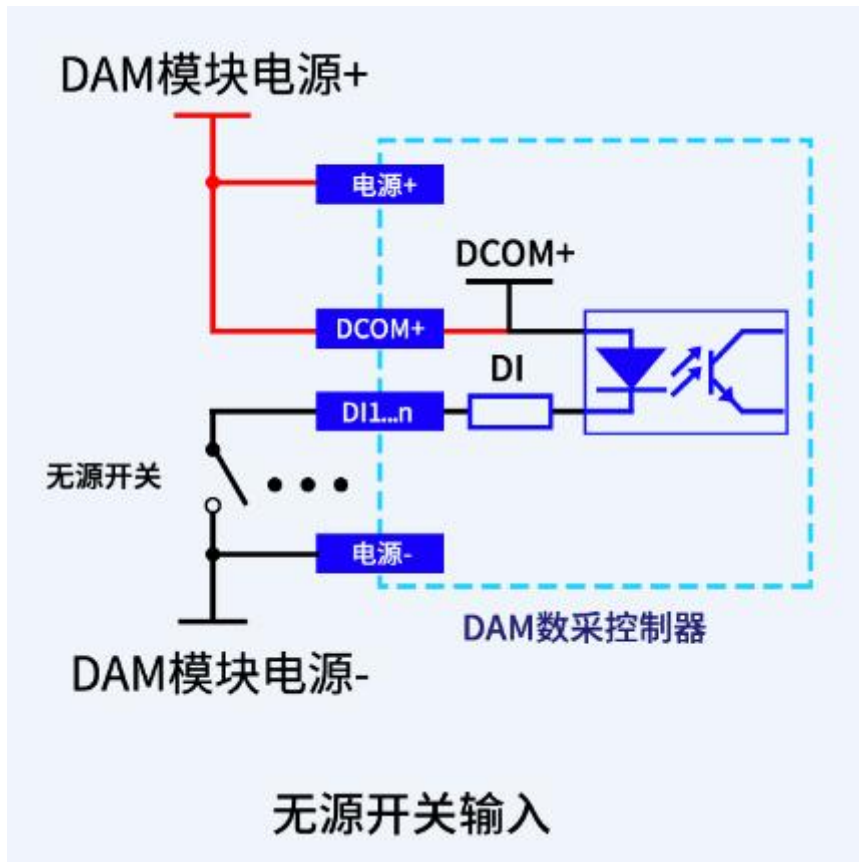 DAM模块电源+
电源+
DCOM+
DCOM+
DI
DI1...n
无源开关
电源-
DAM数采控制器
DAM模块电源-
无源开关输入